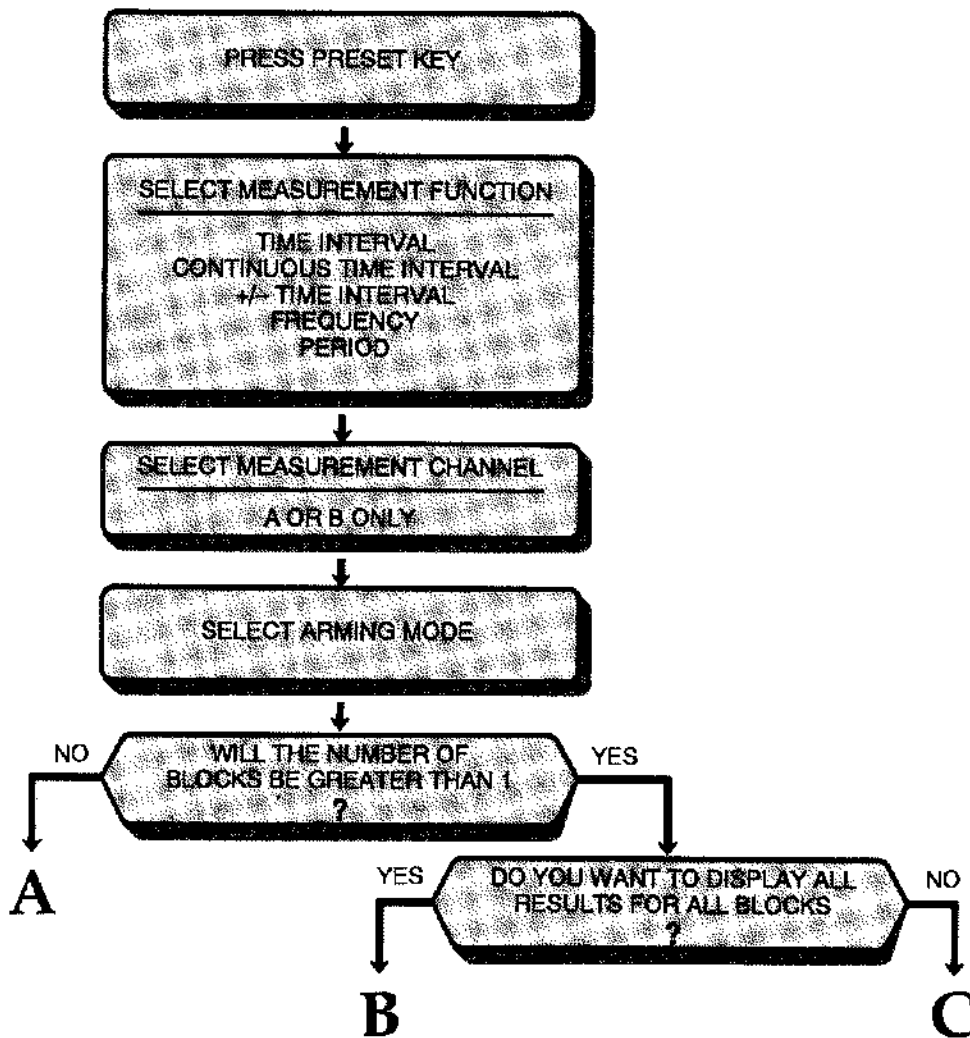 PRESS PRESET KEY
SELECT MEASUREMENT FUNCTION
TIME INTERVAL
CONTINUOUS TIME INTERVAL
+/- TIME INTERVAL
FREQUENCY
PERIOD
SELECT MEASUREMENT CHANNEL
A OR B ONLY
SELECT ARMING MODE
NO
WILL THE NUMBER OF
BLOCKS BE GREATER THAN 1
?
YES
A
YES
DO YOU WANT TO DISPLAY ALL
RESULTS FOR ALL BLOCKS
?
NO
B
C